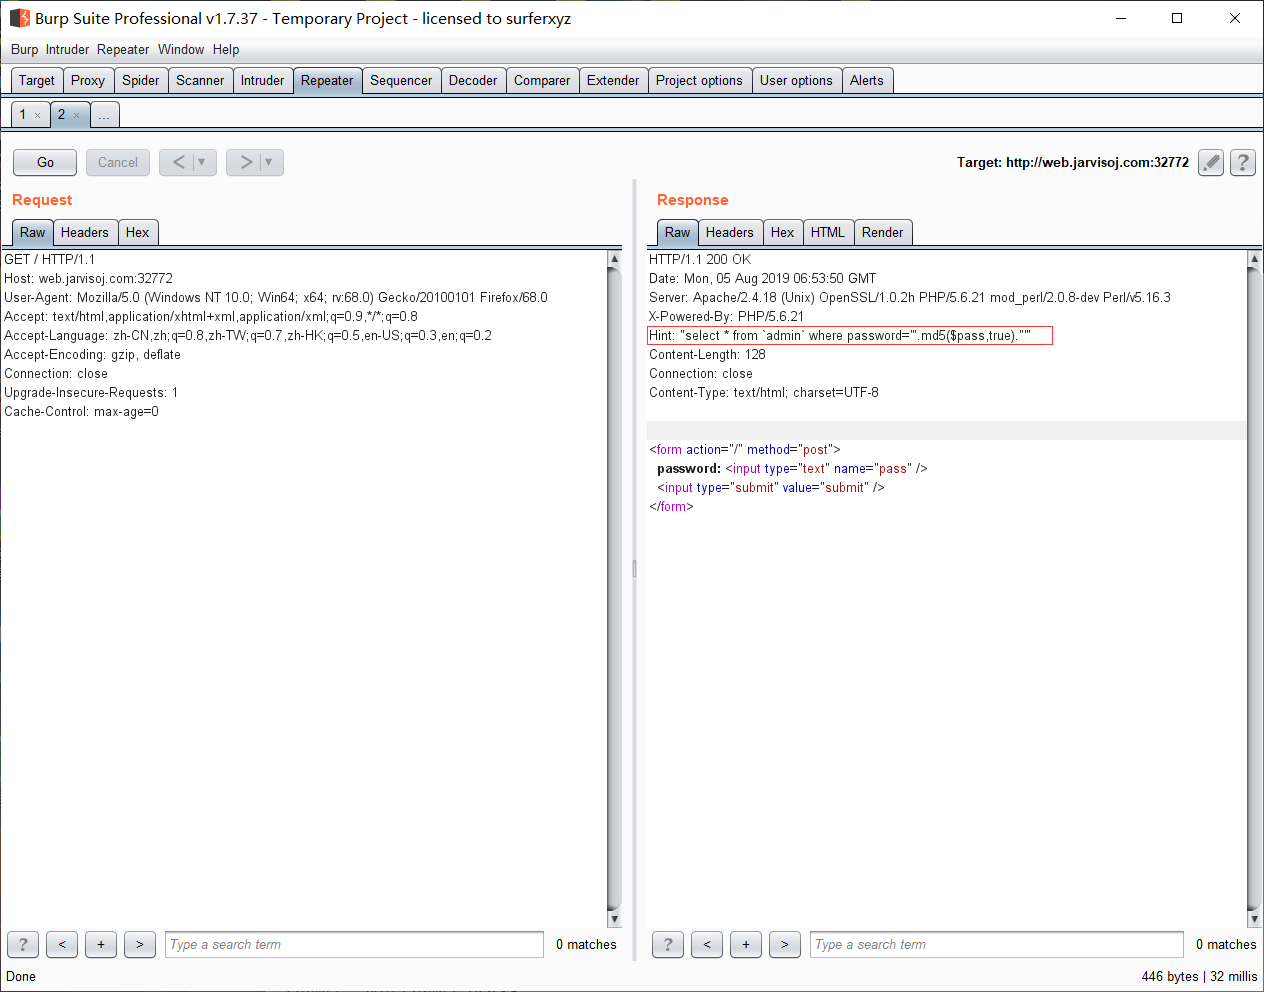 Burp Suite Professional v1.7.37 - Temporary Project - licensed to surferxyz
Burp Intruder Repeater Window Help
Target Proxy Spider Scanner Intruder Repeater Sequencer Decoder Comparer Extender Project options User options Alerts
1 × 2 × ...
Go Cancel < ▼ > ▼ Target: http://web.jarvisoj.com:32772 ?
Request
Raw Headers Hex
GET / HTTP/1.1
Host: web.jarvisoj.com:32772
User-Agent: Mozilla/5.0 (Windows NT 10.0; Win64; x64; rv:68.0) Gecko/20100101 Firefox/68.0
Accept: text/html,application/xhtml+xml,application/xml;q=0.9,*/*;q=0.8
Accept-Language: zh-CN,zh;q=0.8,zh-TW;q=0.7,zh-HK;q=0.5,en-US;q=0.3,en;q=0.2
Accept-Encoding: gzip, deflate
Connection: close
Upgrade-Insecure-Requests: 1
Cache-Control: max-age=0
? < + > Type a search term 0 matches
Response
Raw Headers Hex HTML Render
HTTP/1.1 200 OK
Date: Mon, 05 Aug 2019 06:53:50 GMT
Server: Apache/2.4.18 (Unix) OpenSSL/1.0.2h PHP/5.6.21 mod_perl/2.0.8-dev Perl/v5.16.3
X-Powered-By: PHP/5.6.21
Hint: "select * from `admin` where password='".md5($pass,true)."'"
Content-Length: 128
Connection: close
Content-Type: text/html; charset=UTF-8
<form action="/" method="post">
password: <input type="text" name="pass" />
<input type="submit" value="submit" />
</form>
? < + > Type a search term 0 matches
Done 446 bytes | 32 millis